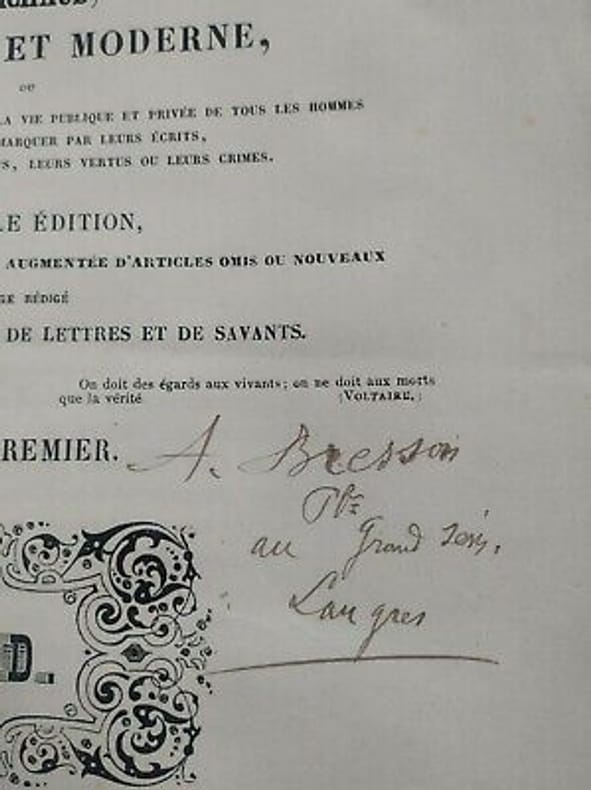 ET MODERNE,
OU
LA VIE PUBLIQUE ET PRIVÉE DE TOUS LES HOMMES
MARQUER PAR LEURS ÉCRITS,
S, LEURS VERTUS OU LEURS CRIMES.
LE ÉDITION,
AUGMENTÉE D'ARTICLES OMIS OU NOUVEAUX
GE RÉDIGÉ
DE LETTRES ET DE SAVANTS.
On doit des égards aux vivants; on ne doit aux morts
que la vérité (VOLTAIRE.)
REMIER.
A. Bresson
Pbr
au Grand Sém.
Langres